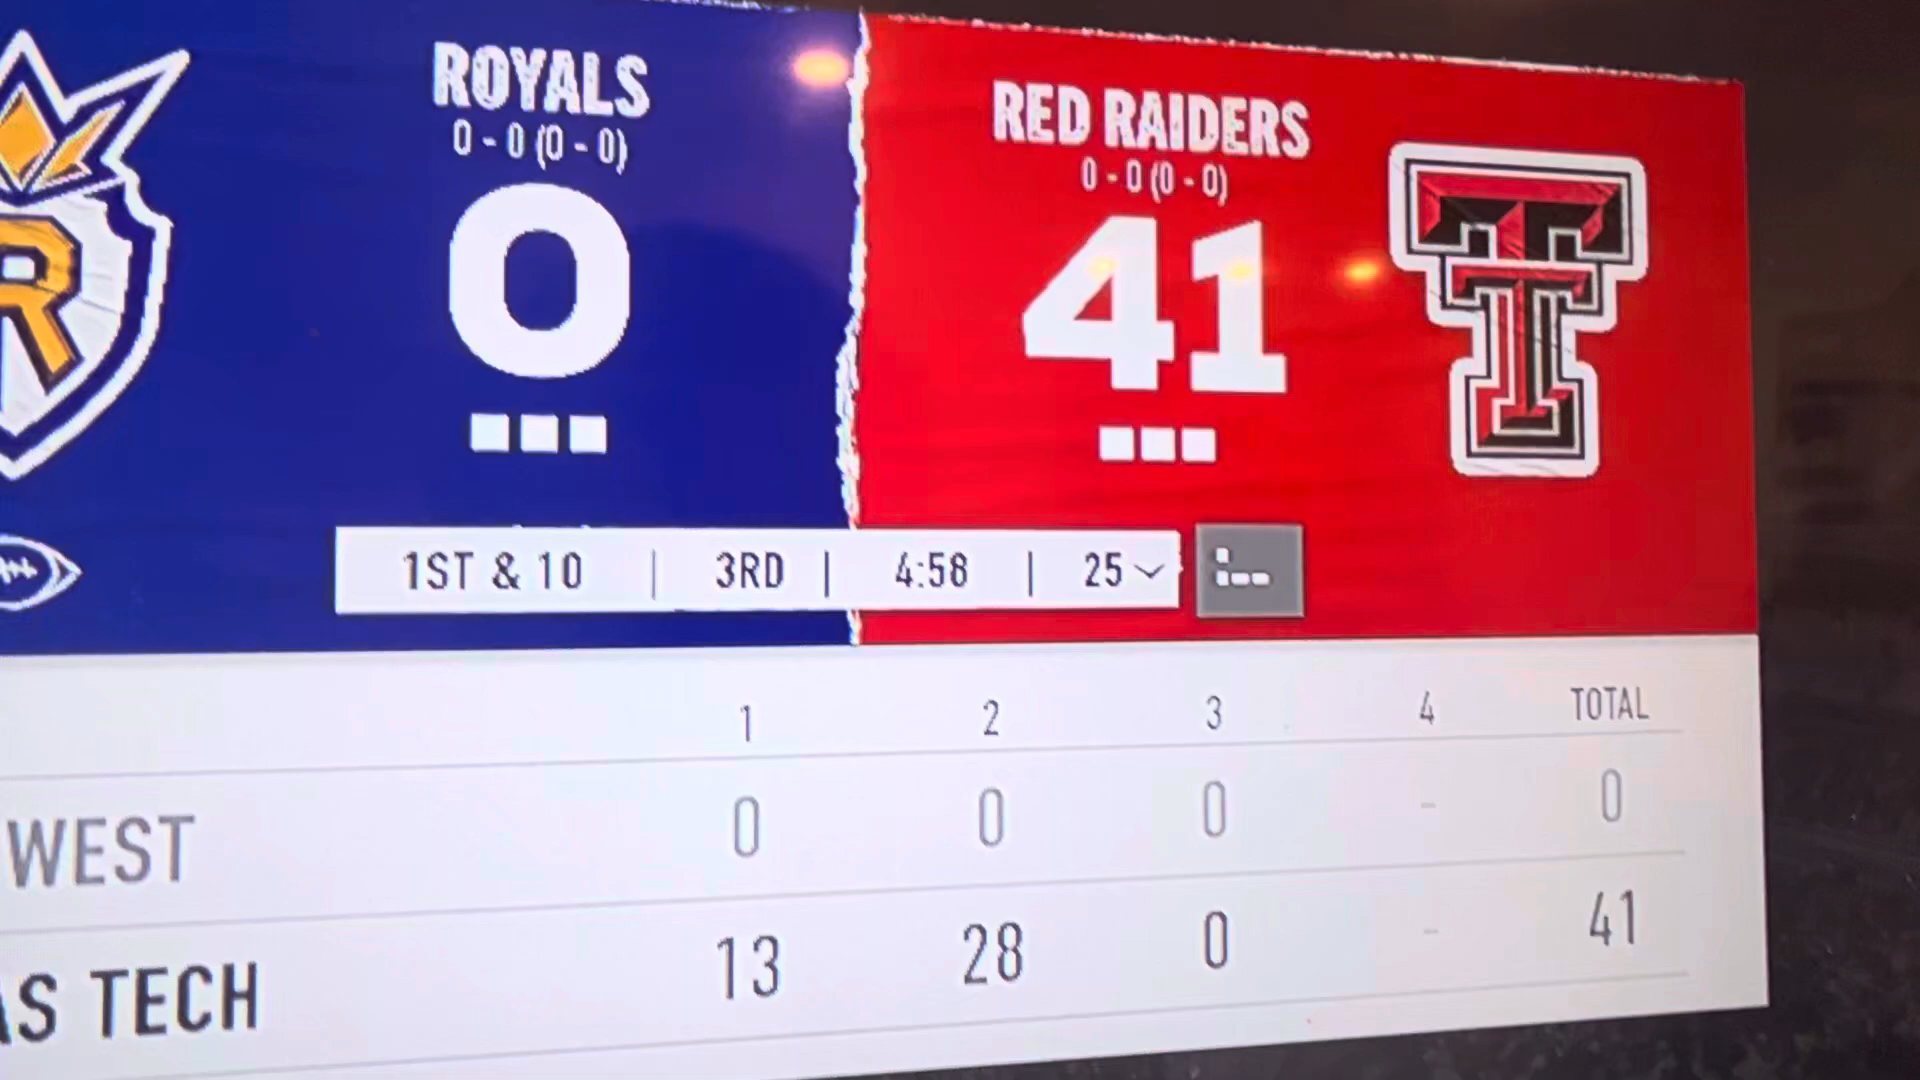 ROYALS
0 - 0 (0 - 0)
0
RED RAIDERS
0 - 0 (0 - 0)
41
R
T
1ST & 10 | 3RD | 4:58 | 25
1 2 3 4 TOTAL
WEST 0 0 0 - 0
AS TECH 13 28 0 - 41